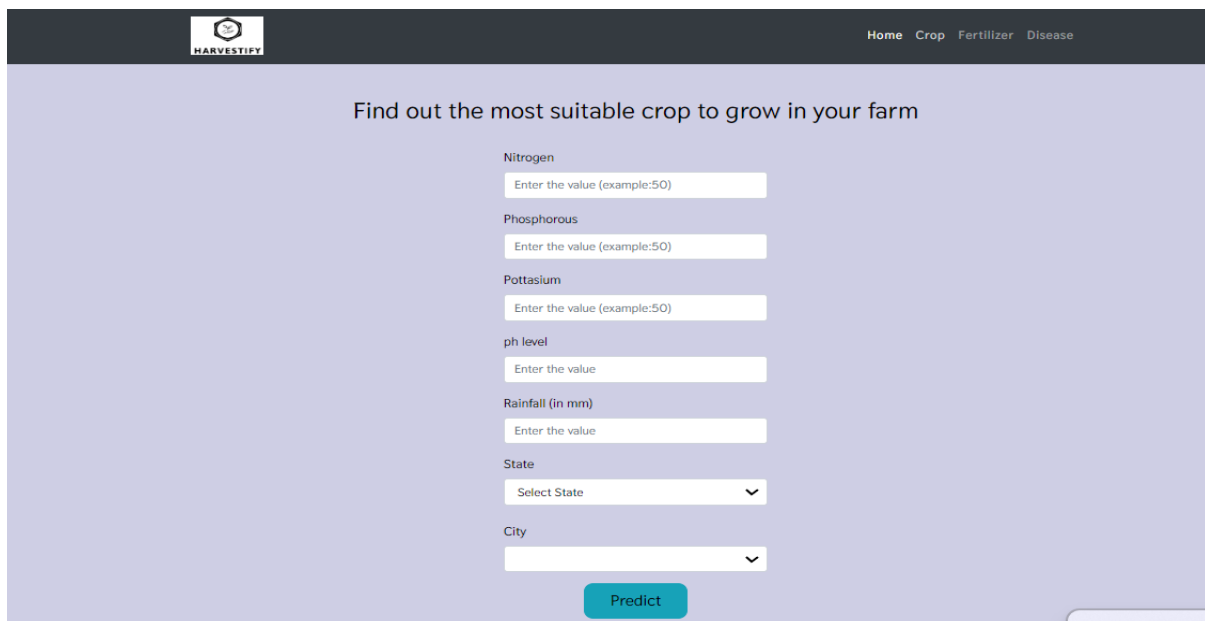 HARVESTIFY
Home Crop Fertilizer Disease
Find out the most suitable crop to grow in your farm
Nitrogen
Enter the value (example:50)
Phosphorous
Enter the value (example:50)
Pottasium
Enter the value (example:50)
ph level
Enter the value
Rainfall (in mm)
Enter the value
State
Select State
City
Predict